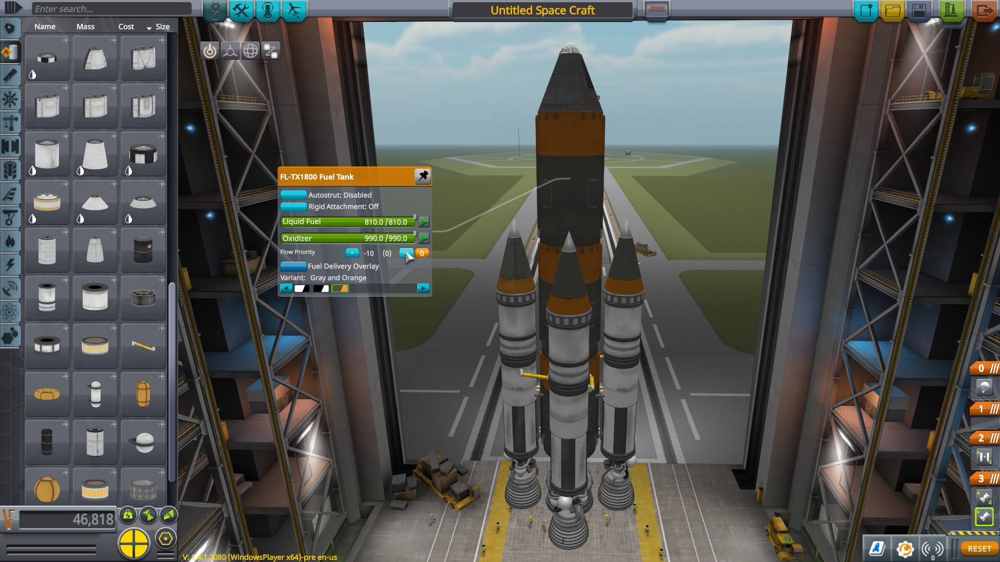 Enter search...
Untitled Space Craft
Name Mass Cost Size
FL-TX1800 Fuel Tank
Autostrut: Disabled
Rigid Attachment: Off
Liquid Fuel 810.0 /810.0
Oxidizer 990.0 /990.0
Flow Priority - -10 (0) 0
Fuel Delivery Overlay
Variant: Gray and Orange
0
1
2
4
3
4
46,818
0
RESET
V: 1.4.1.2080 (WindowsPlayer x64)-pre en-us